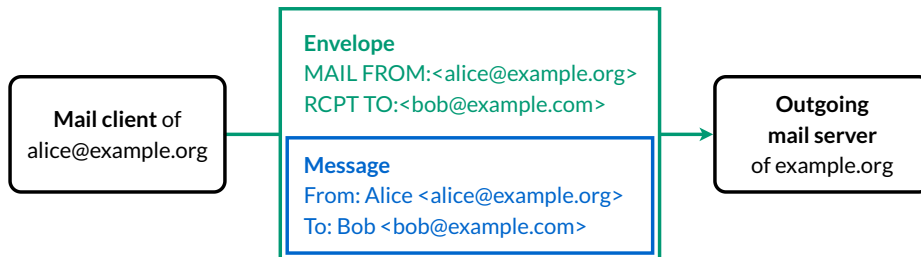 Mail client of
alice@example.org
Envelope
MAIL FROM:<alice@example.org>
RCPT TO:<bob@example.com>
Message
From: Alice <alice@example.org>
To: Bob <bob@example.com>
Outgoing
mail server
of example.org